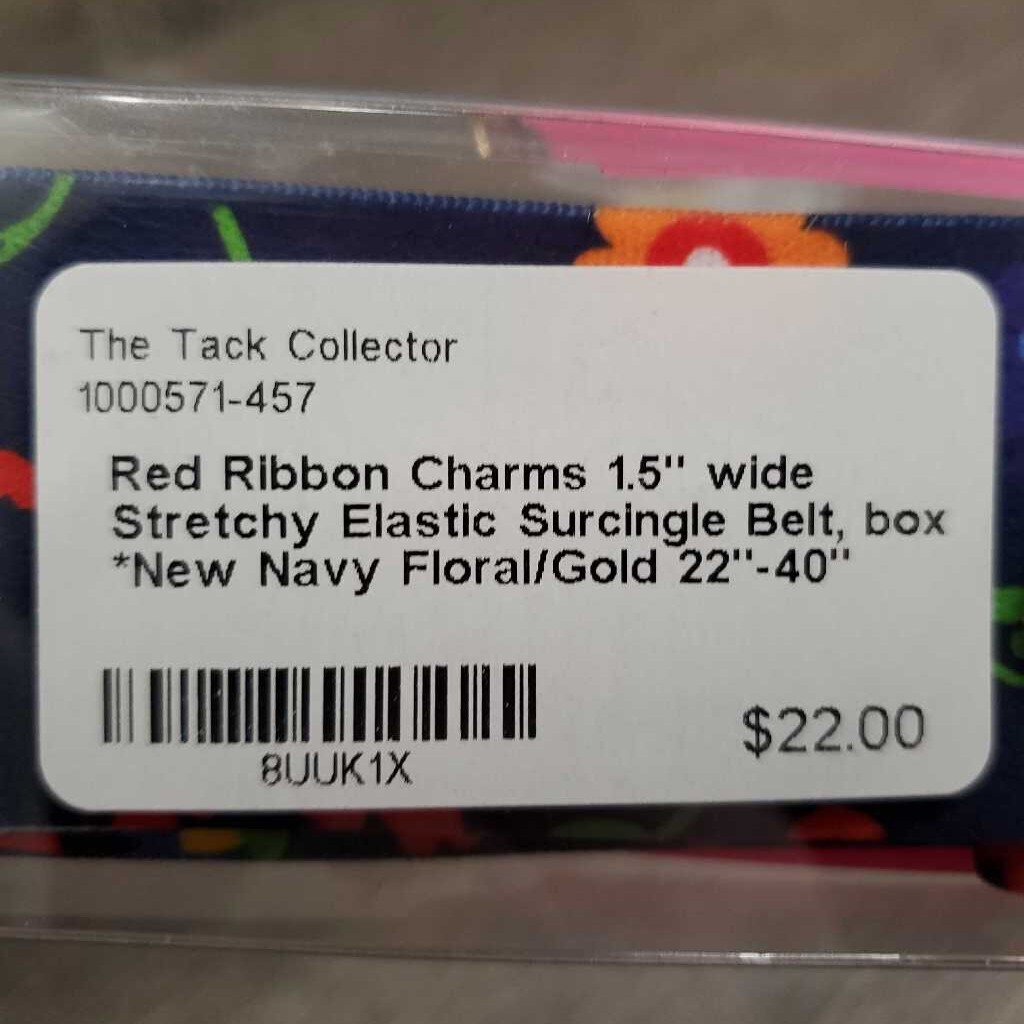 The Tack Collector
1000571-457
Red Ribbon Charms 1.5" wide
Stretchy Elastic Surcingle Belt, box
*New Navy Floral/Gold 22"-40"
8UUK1X
$22.00